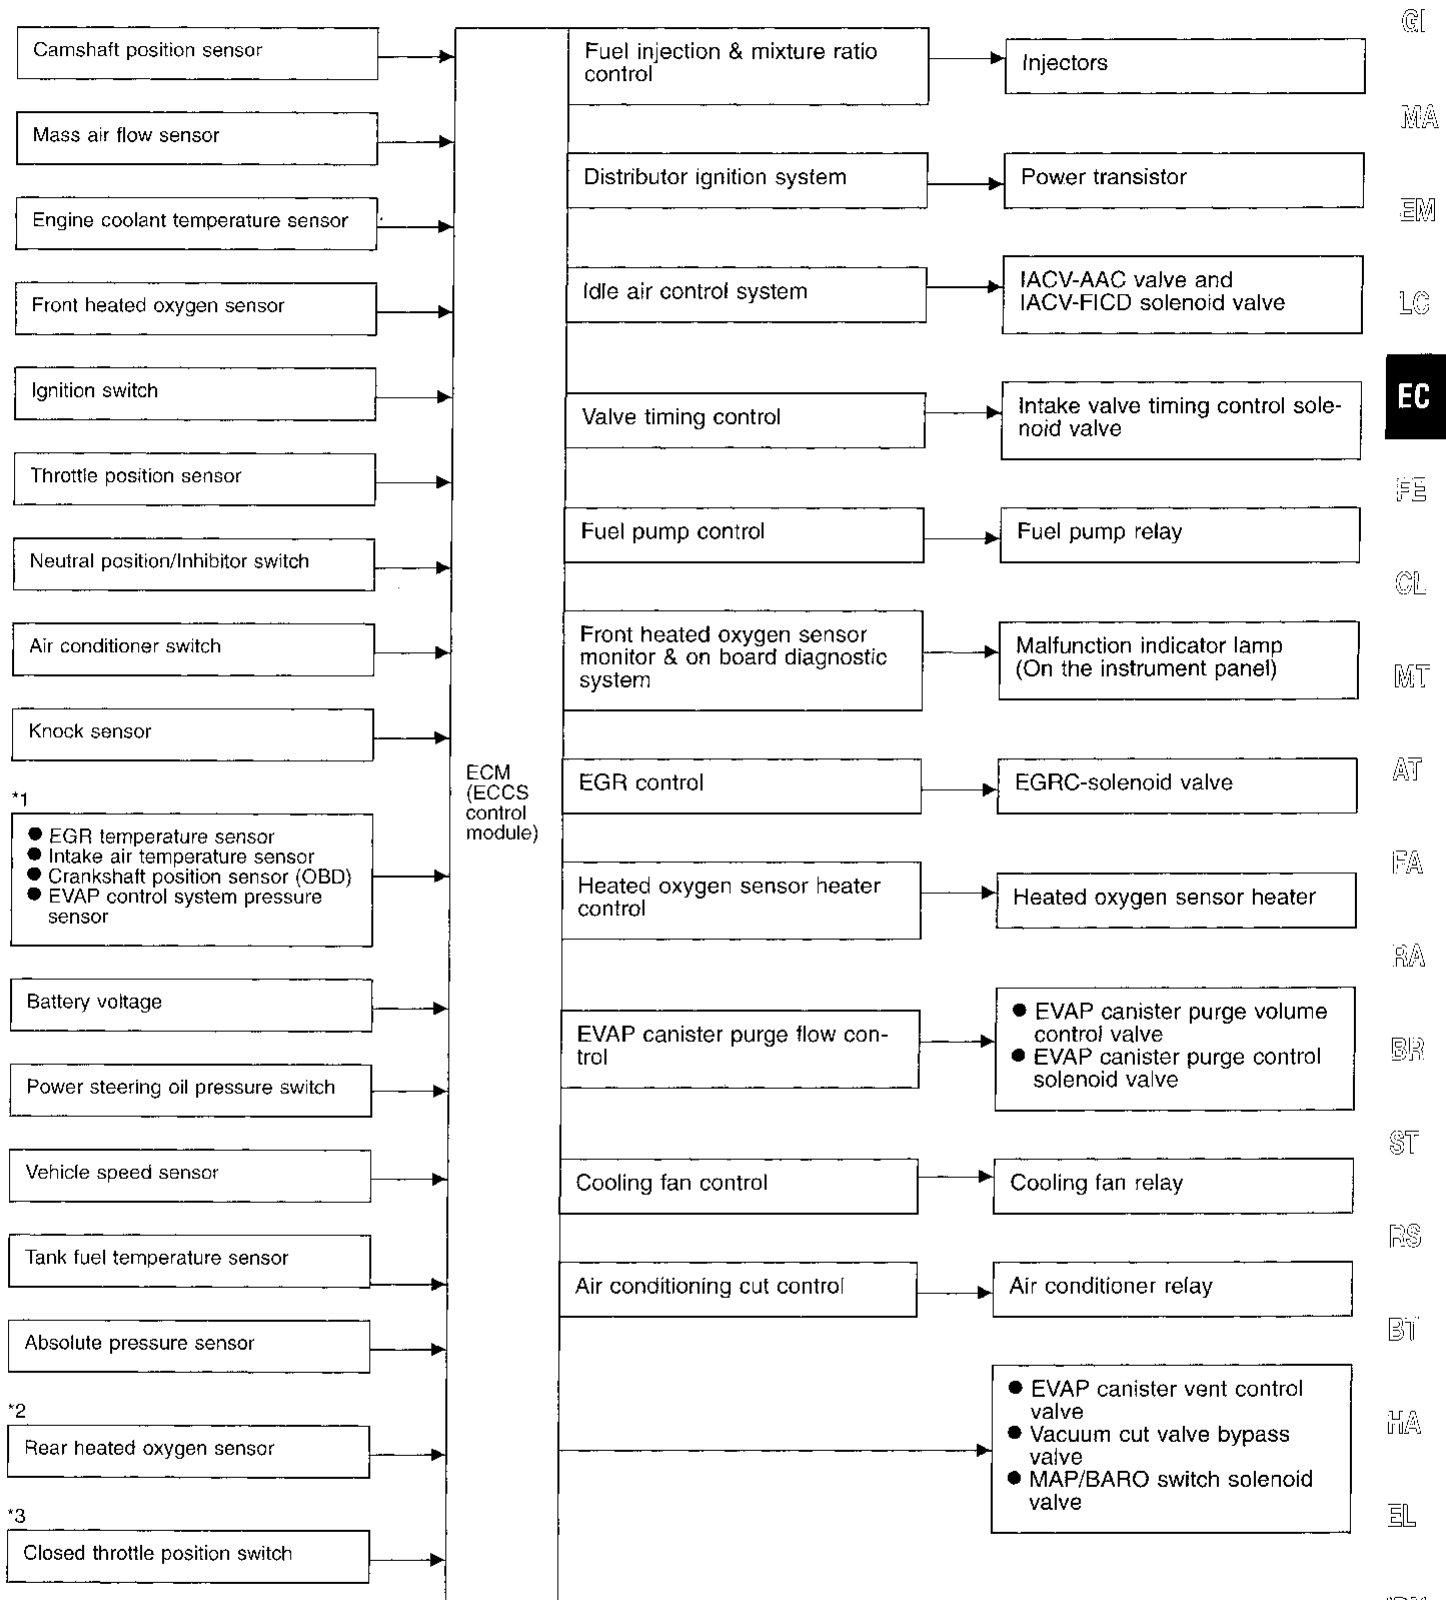 Camshaft position sensor
Mass air flow sensor
Engine coolant temperature sensor
Front heated oxygen sensor
Ignition switch
Throttle position sensor
Neutral position/Inhibitor switch
Air conditioner switch
Knock sensor
*1
● EGR temperature sensor
● Intake air temperature sensor
● Crankshaft position sensor (OBD)
● EVAP control system pressure
sensor
Battery voltage
Power steering oil pressure switch
Vehicle speed sensor
Tank fuel temperature sensor
Absolute pressure sensor
*2
Rear heated oxygen sensor
*3
Closed throttle position switch
ECM
(ECCS
control
module)
Fuel injection & mixture ratio
control
Distributor ignition system
Idle air control system
Valve timing control
Fuel pump control
Front heated oxygen sensor
monitor & on board diagnostic
system
EGR control
Heated oxygen sensor heater
control
EVAP canister purge flow con-
trol
Cooling fan control
Air conditioning cut control
Injectors
Power transistor
IACV-AAC valve and
IACV-FICD solenoid valve
Intake valve timing control sole-
noid valve
Fuel pump relay
Malfunction indicator lamp
(On the instrument panel)
EGRC-solenoid valve
Heated oxygen sensor heater
● EVAP canister purge volume
control valve
● EVAP canister purge control
solenoid valve
Cooling fan relay
Air conditioner relay
● EVAP canister vent control
valve
● Vacuum cut valve bypass
valve
● MAP/BARO switch solenoid
valve
GI
MA
EM
LC
EC
FE
CL
MT
AT
FA
RA
BR
ST
RS
BT
HA
EL